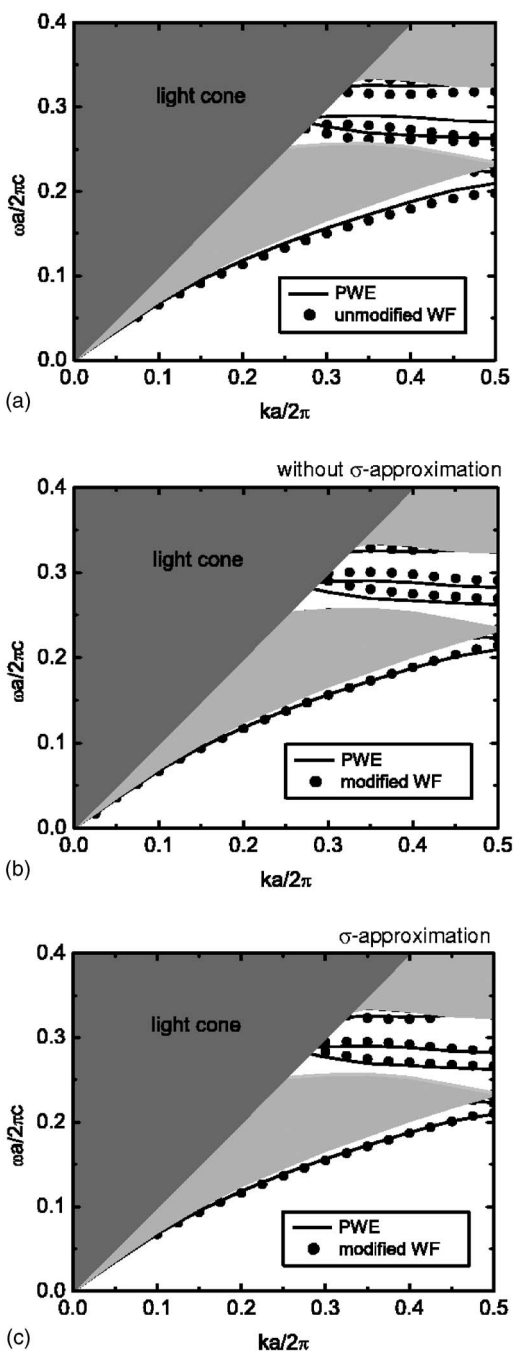 0.4
light cone
0.3
ωa/2πc
0.2
0.1
PWE
unmodified WF
0.0
0.0 0.1 0.2 0.3 0.4 0.5
(a)
ka/2π
without σ-approximation
0.4
light cone
0.3
ωa/2πc
0.2
0.1
PWE
modified WF
0.0
0.0 0.1 0.2 0.3 0.4 0.5
(b)
ka/2π
σ-approximation
0.4
light cone
0.3
ωa/2πc
0.2
0.1
PWE
modified WF
0.0
0.0 0.1 0.2 0.3 0.4 0.5
(c)
ka/2π